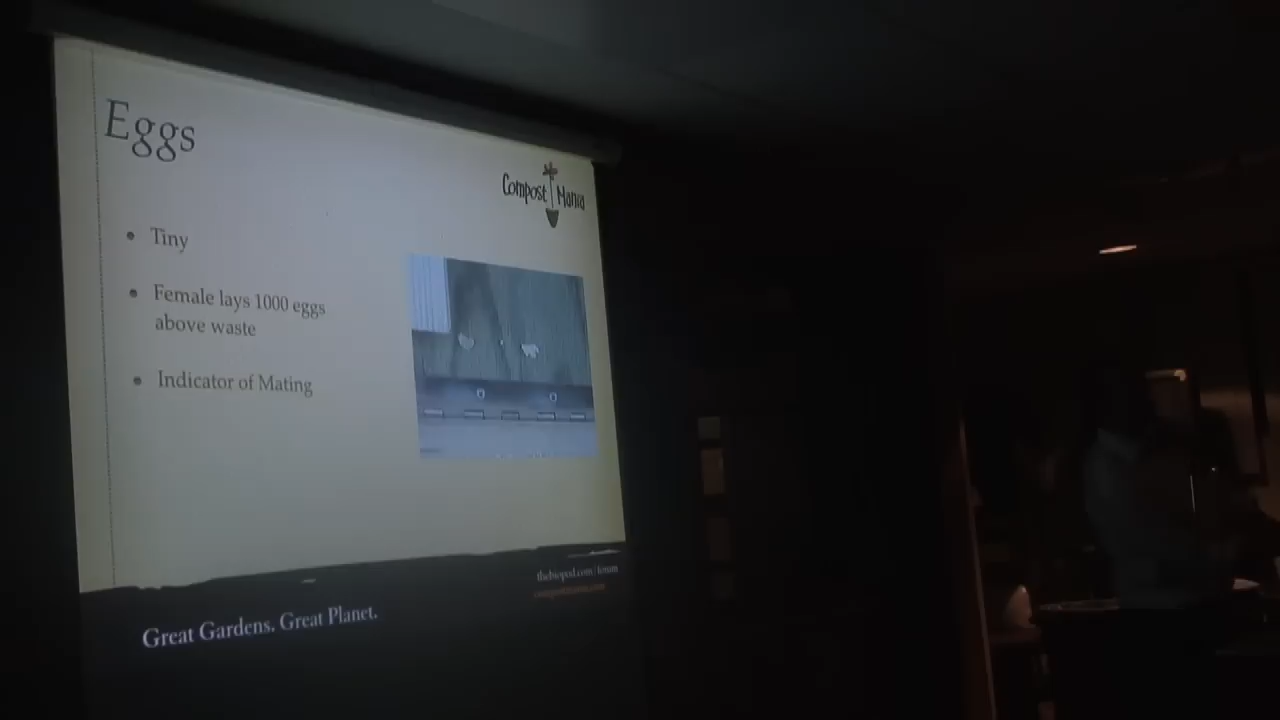 Eggs
Compost Mania
Tiny
Female lays 1000 eggs
above waste
Indicator of Mating
thebiopod.com/forum
Great Gardens. Great Planet.